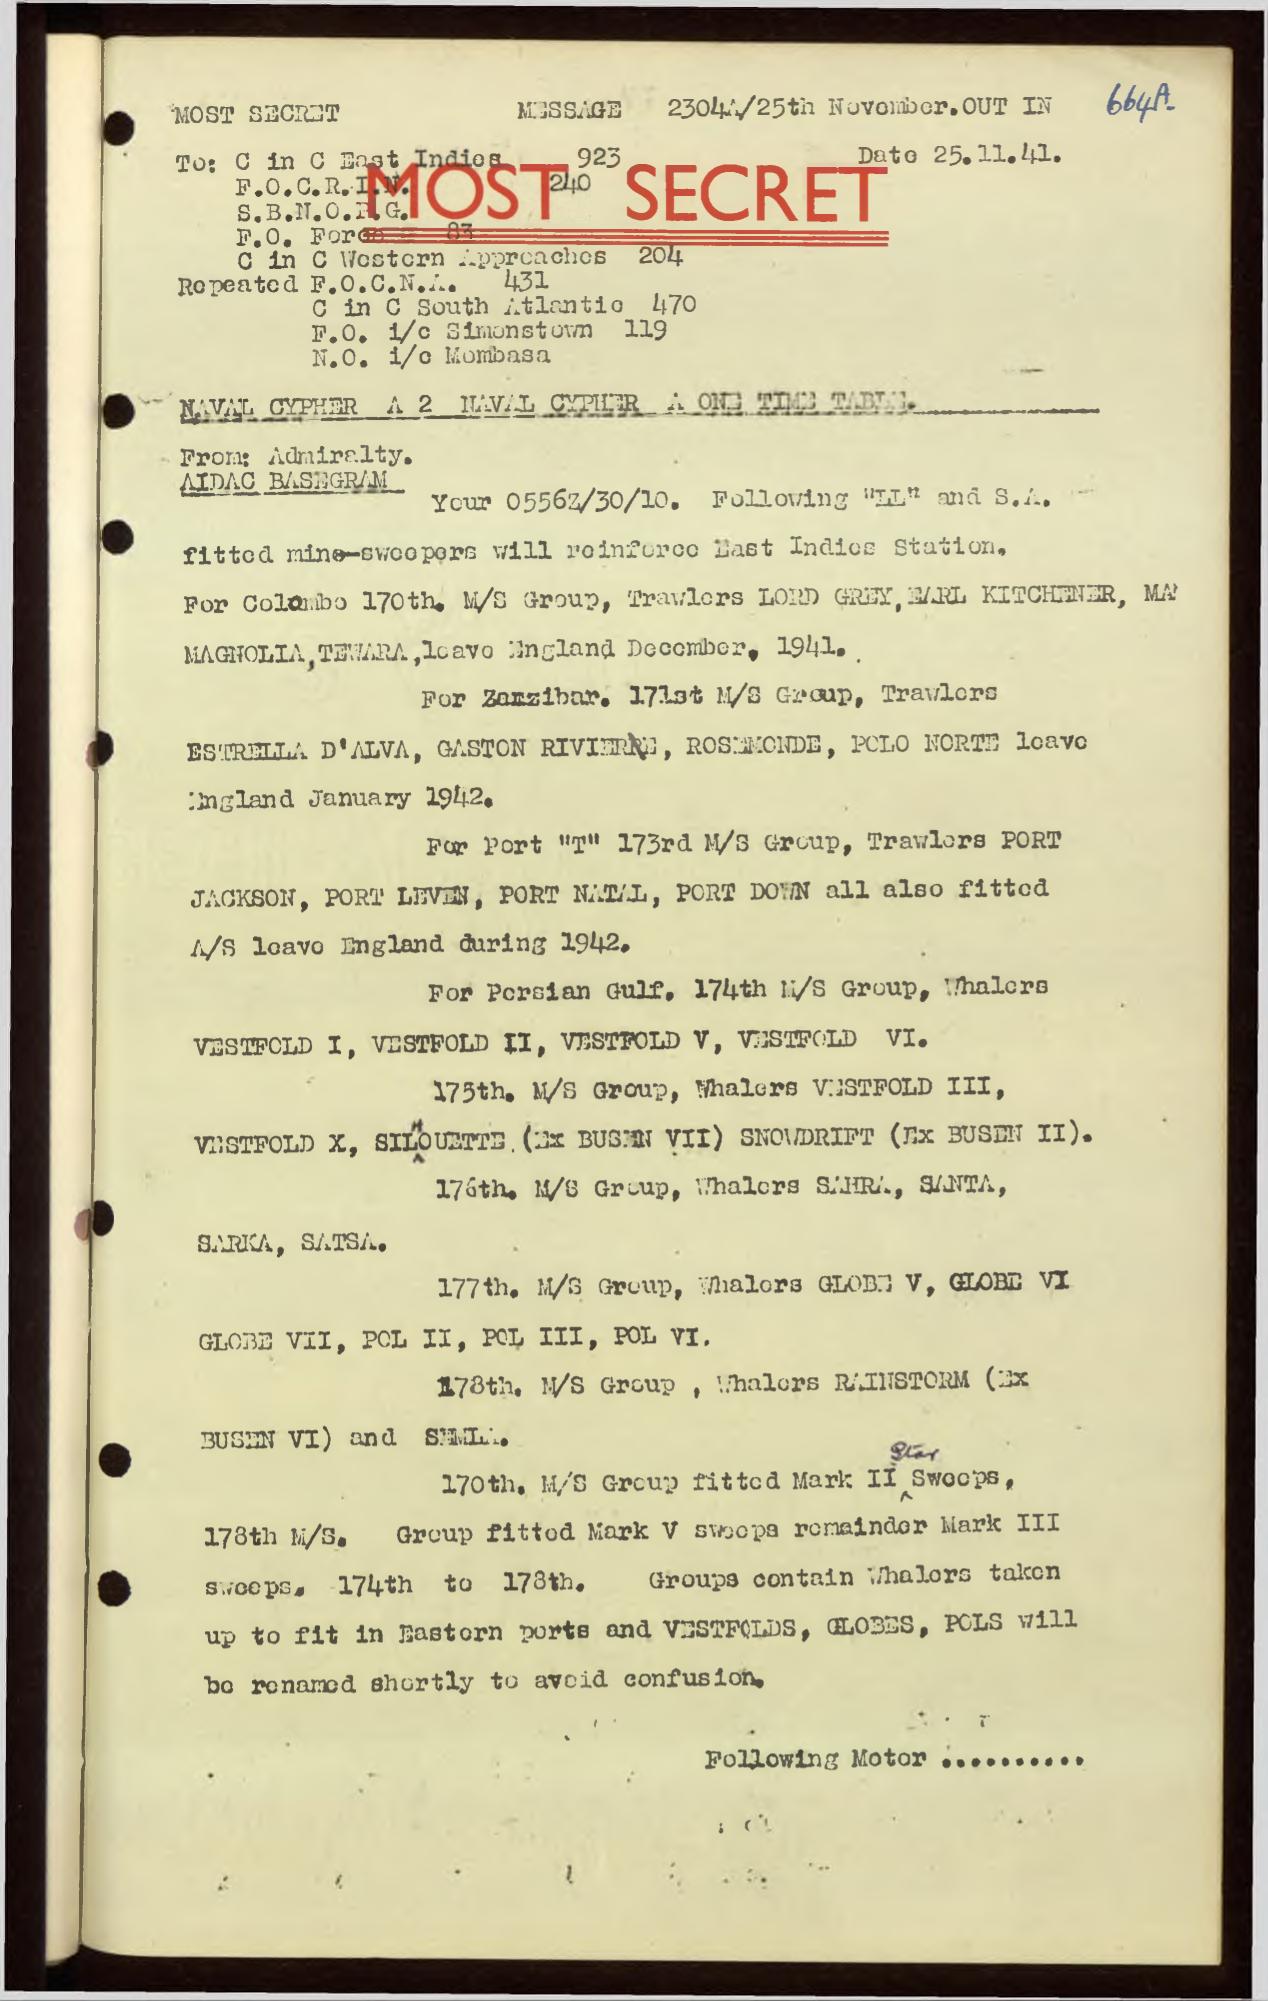 MOST SECRET MESSAGE 2304A/25th November. OUT IN 664A.
To: C in C East Indies 923 Date 25.11.41.
F.O.C.R.I.N. 240
MOST SECRET
S.B.N.O.P.G.
F.O. Force 83
C in C Western Approaches 204
Repeated F.O.C.N.A. 431
C in C South Atlantic 470
F.O. i/c Simonstown 119
N.O. i/c Mombasa
NAVAL CYPHER A 2 NAVAL CYPHER A ONE TIME TABLE.
From: Admiralty.
AIDAC BASEGRAM
Your 0556Z/30/10. Following "LL" and S.A.
fitted mine-sweepers will reinforce East Indies Station.
For Colombo 170th. M/S Group, Trawlers LORD GREY, EARL KITCHENER, MA
MAGNOLIA, TEWARA, leave England December, 1941.
For Zanzibar. 171st M/S Group, Trawlers
ESTRELLA D'ALVA, GASTON RIVIERRE, ROSEMONDE, POLO NORTE leave
England January 1942.
For Port "T" 173rd M/S Group, Trawlers PORT
JACKSON, PORT LEVEN, PORT NATAL, PORT DOWN all also fitted
A/S leave England during 1942.
For Persian Gulf. 174th M/S Group, Whalers
VESTFOLD I, VESTFOLD II, VESTFOLD V, VESTFOLD VI.
175th. M/S Group, Whalers VESTFOLD III,
VESTFOLD X, SILHOUETTE (Ex BUSEN VII) SNOWDRIFT (Ex BUSEN II).
176th. M/S Group, Whalers SAHRA, SANTA,
SARKA, SATSA.
177th. M/S Group, Whalers GLOBE V, GLOBE VI
GLOBE VII, POL II, POL III, POL VI.
178th. M/S Group , Whalers RAINSTORM (Ex
BUSEN VI) and SEMLA.
170th. M/S Group fitted Mark II Star Sweeps,
178th M/S. Group fitted Mark V sweeps remainder Mark III
sweeps. 174th to 178th. Groups contain Whalers taken
up to fit in Eastern ports and VESTFOLDS, GLOBES, POLS will
be renamed shortly to avoid confusion.
Following Motor ..........